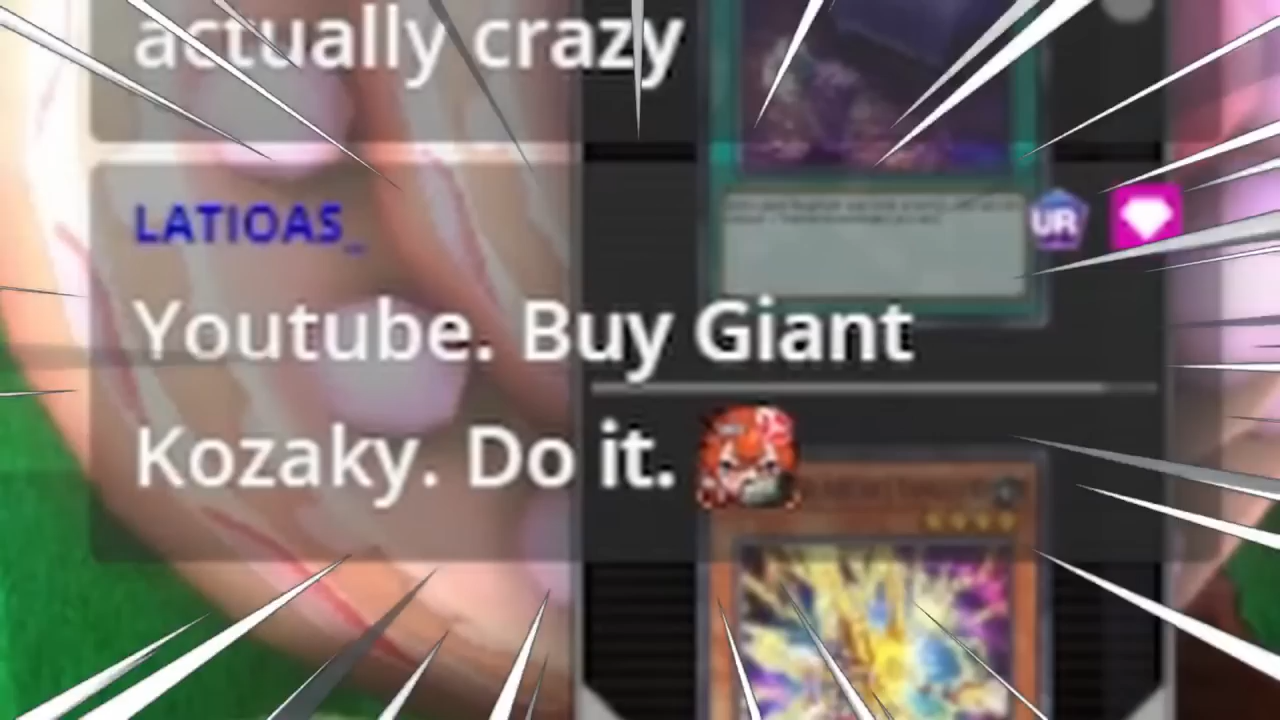 actually crazy
LATIOAS_
UR
Youtube. Buy Giant
Kozaky. Do it.